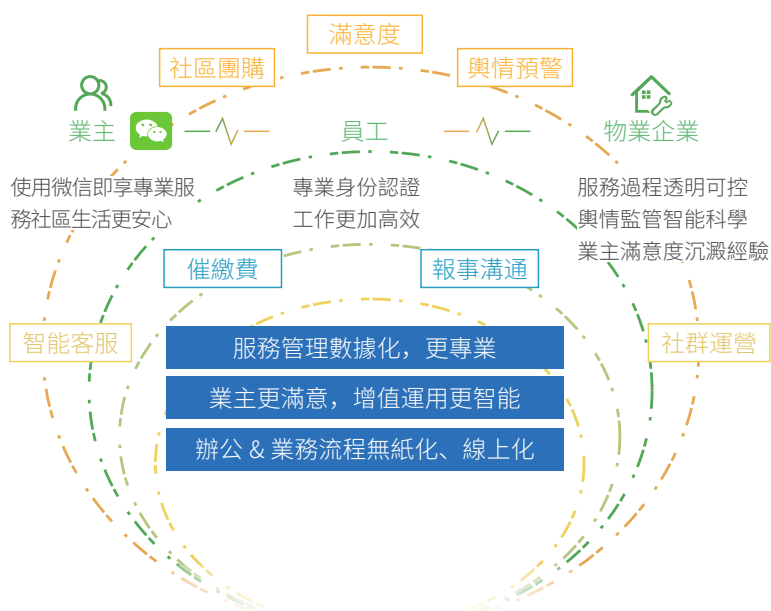 滿意度
社區團購
輿情預警
業主
員工
物業企業
使用微信即享專業服
務社區生活更安心
專業身份認證
工作更加高效
服務過程透明可控
輿情監管智能科學
業主滿意度沉澱經驗
催繳費
報事溝通
智能客服
社群運營
服務管理數據化，更專業
業主更滿意，增值運用更智能
辦公 & 業務流程無紙化、線上化